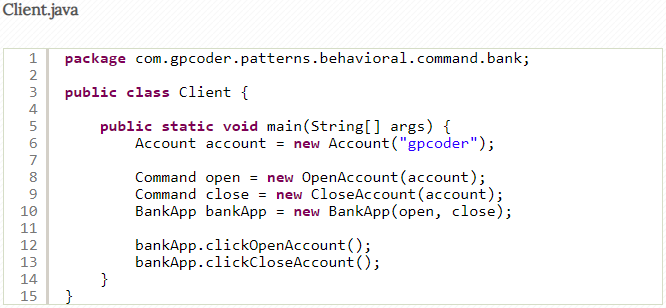 Client.java
1 package com.gpcoder.patterns.behavioral.command.bank;
2
3 public class Client {
4
5     public static void main(String[] args) {
6         Account account = new Account("gpcoder");
7
8         Command open = new OpenAccount(account);
9         Command close = new CloseAccount(account);
10         BankApp bankApp = new BankApp(open, close);
11
12         bankApp.clickOpenAccount();
13         bankApp.clickCloseAccount();
14     }
15 }